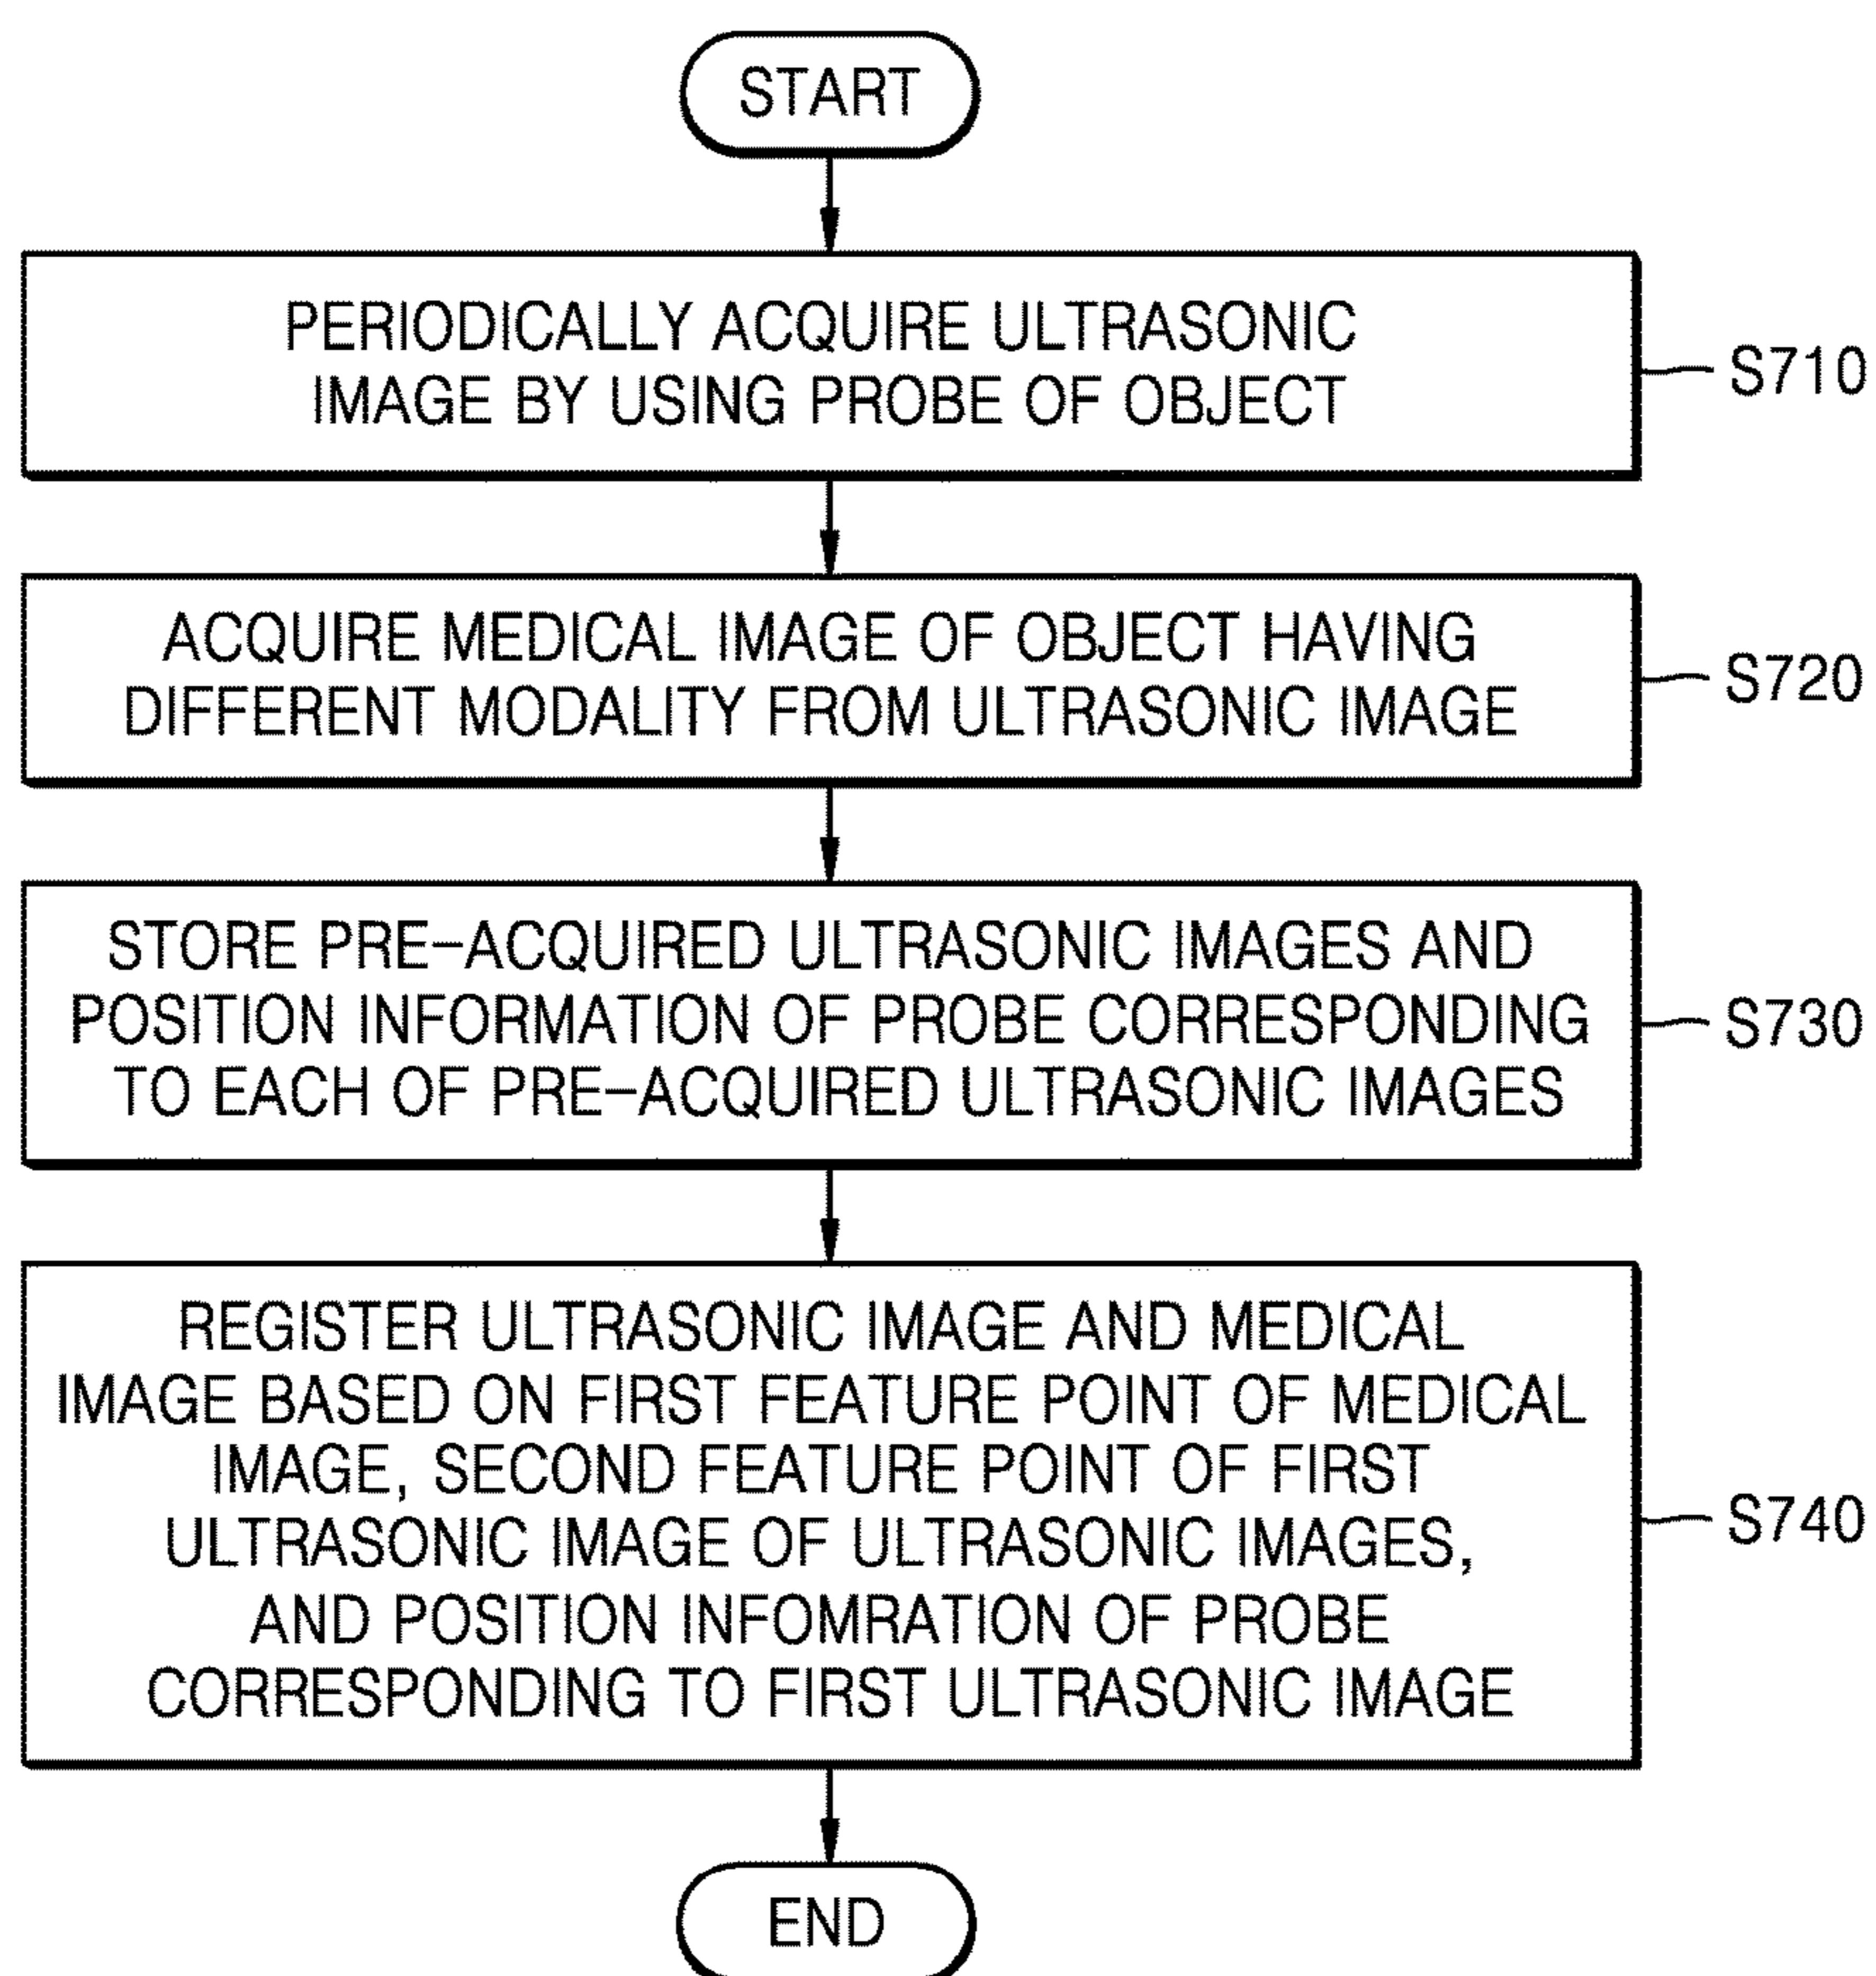 START
PERIODICALLY ACQUIRE ULTRASONIC
IMAGE BY USING PROBE OF OBJECT
S710
ACQUIRE MEDICAL IMAGE OF OBJECT HAVING
DIFFERENT MODALITY FROM ULTRASONIC IMAGE
S720
STORE PRE-ACQUIRED ULTRASONIC IMAGES AND
POSITION INFORMATION OF PROBE CORRESPONDING
TO EACH OF PRE-ACQUIRED ULTRASONIC IMAGES
S730
REGISTER ULTRASONIC IMAGE AND MEDICAL
IMAGE BASED ON FIRST FEATURE POINT OF MEDICAL
IMAGE, SECOND FEATURE POINT OF FIRST
ULTRASONIC IMAGE OF ULTRASONIC IMAGES,
AND POSITION INFOMRATION OF PROBE
CORRESPONDING TO FIRST ULTRASONIC IMAGE
S740
END